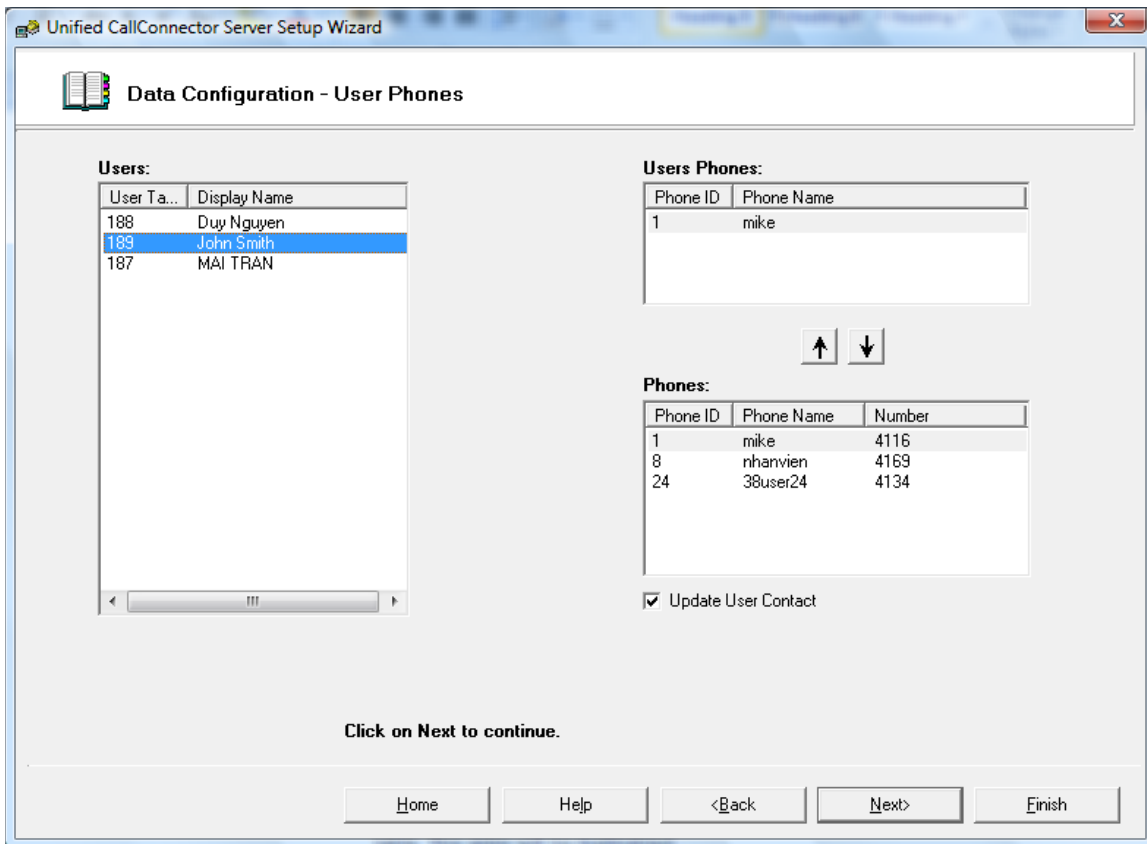 Unified CallConnector Server Setup Wizard
Data Configuration - User Phones
Users:
User Ta... Display Name
188 Duy Nguyen
189 John Smith
187 MAI TRAN
Users Phones:
Phone ID Phone Name
1 mike
Phones:
Phone ID Phone Name Number
1 mike 4116
8 nhanvien 4169
24 38user24 4134
Update User Contact
Click on Next to continue.
Home Help <Back Next> Finish